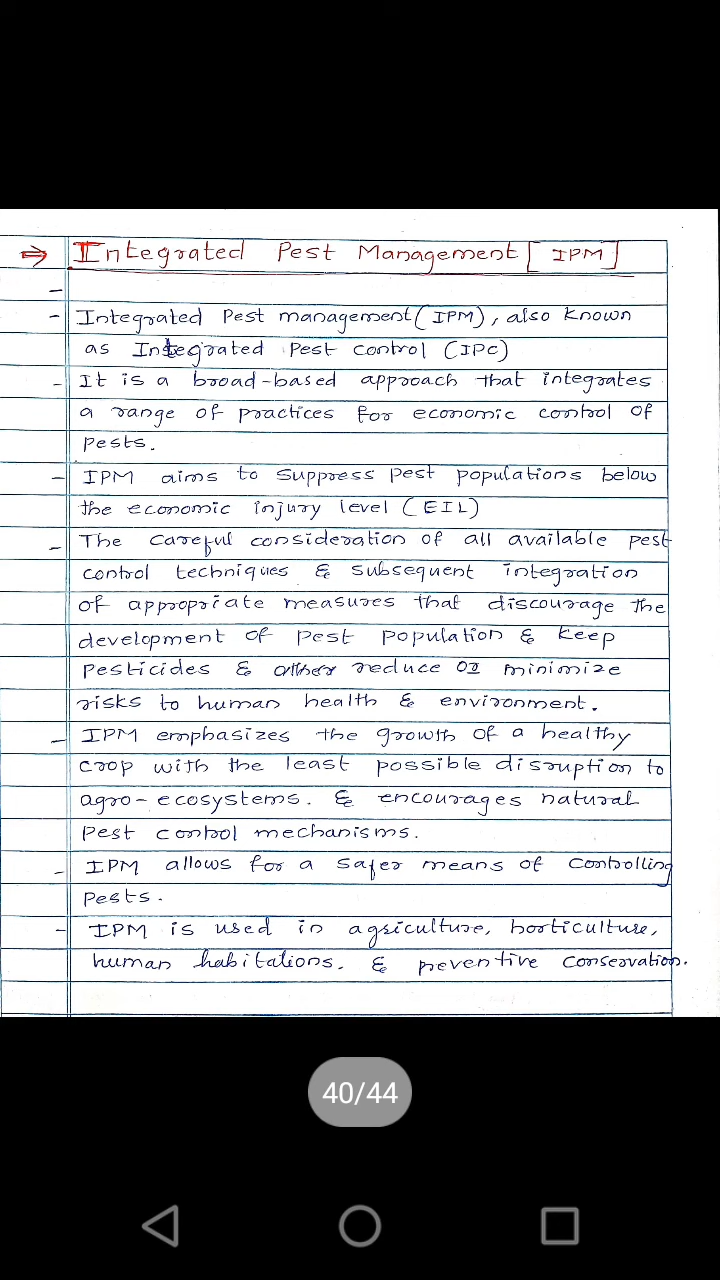 ⇒ Integrated Pest Management [IPM]
-
- Integrated Pest management (IPM), also known
as Integrated Pest control (IPC)
- It is a broad-based approach that integrates
a range of practices for economic control of
pests.
- IPM aims to suppress pest populations below
the economic injury level (EIL)
- The careful consideration of all available pest
control techniques & subsequent integration
of appropriate measures that discourage the
development of pest population & keep
pesticides & other reduce or minimize
risks to human health & environment.
- IPM emphasizes the growth of a healthy
crop with the least possible disruption to
agro-ecosystems. & encourages natural
pest control mechanisms.
- IPM allows for a safer means of controlling
pests.
- IPM is used in agriculture, horticulture,
human habitations. & preventive conservation.
40/44